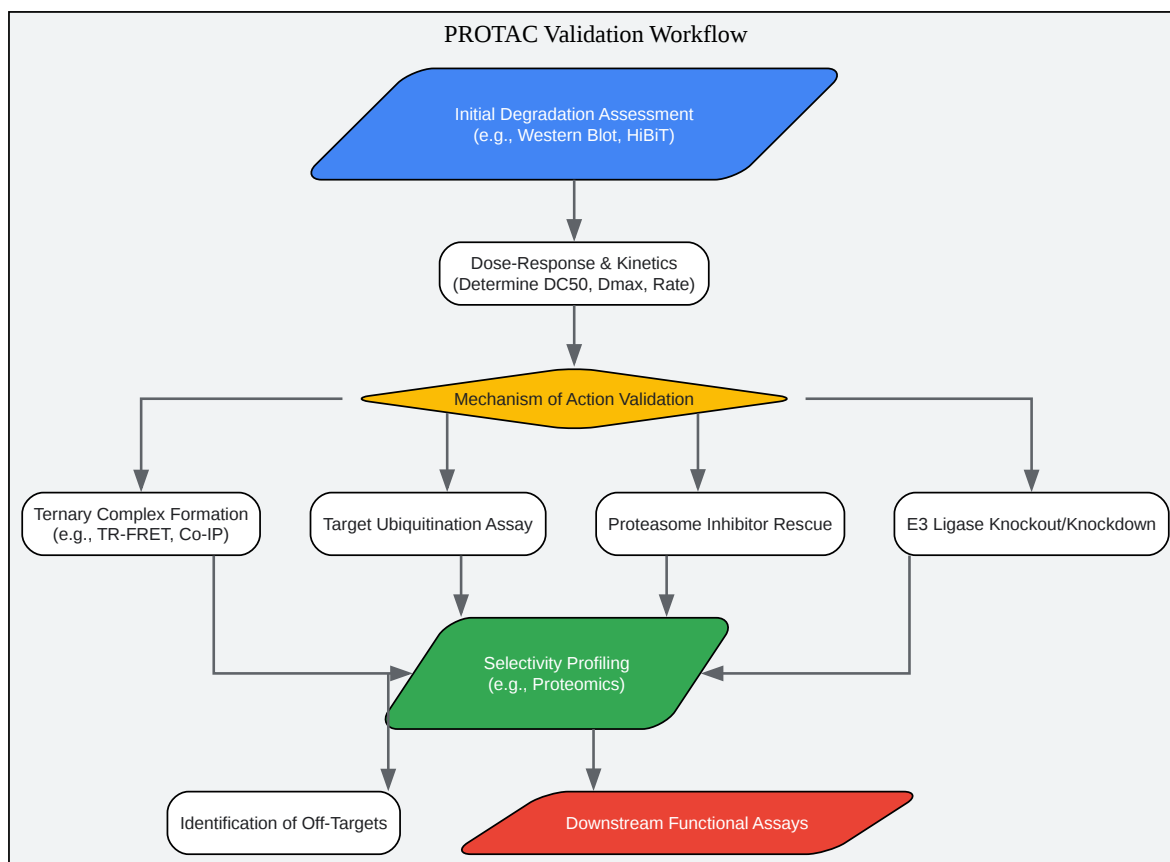 PROTAC Validation Workflow
Initial Degradation Assessment
(e.g., Western Blot, HiBiT)
Dose-Response & Kinetics
(Determine DC50, Dmax, Rate)
Mechanism of Action Validation
Ternary Complex Formation
(e.g., TR-FRET, Co-IP)
Target Ubiquitination Assay
Proteasome Inhibitor Rescue
E3 Ligase Knockout/Knockdown
Selectivity Profiling
(e.g., Proteomics)
Identification of Off-Targets
Downstream Functional Assays